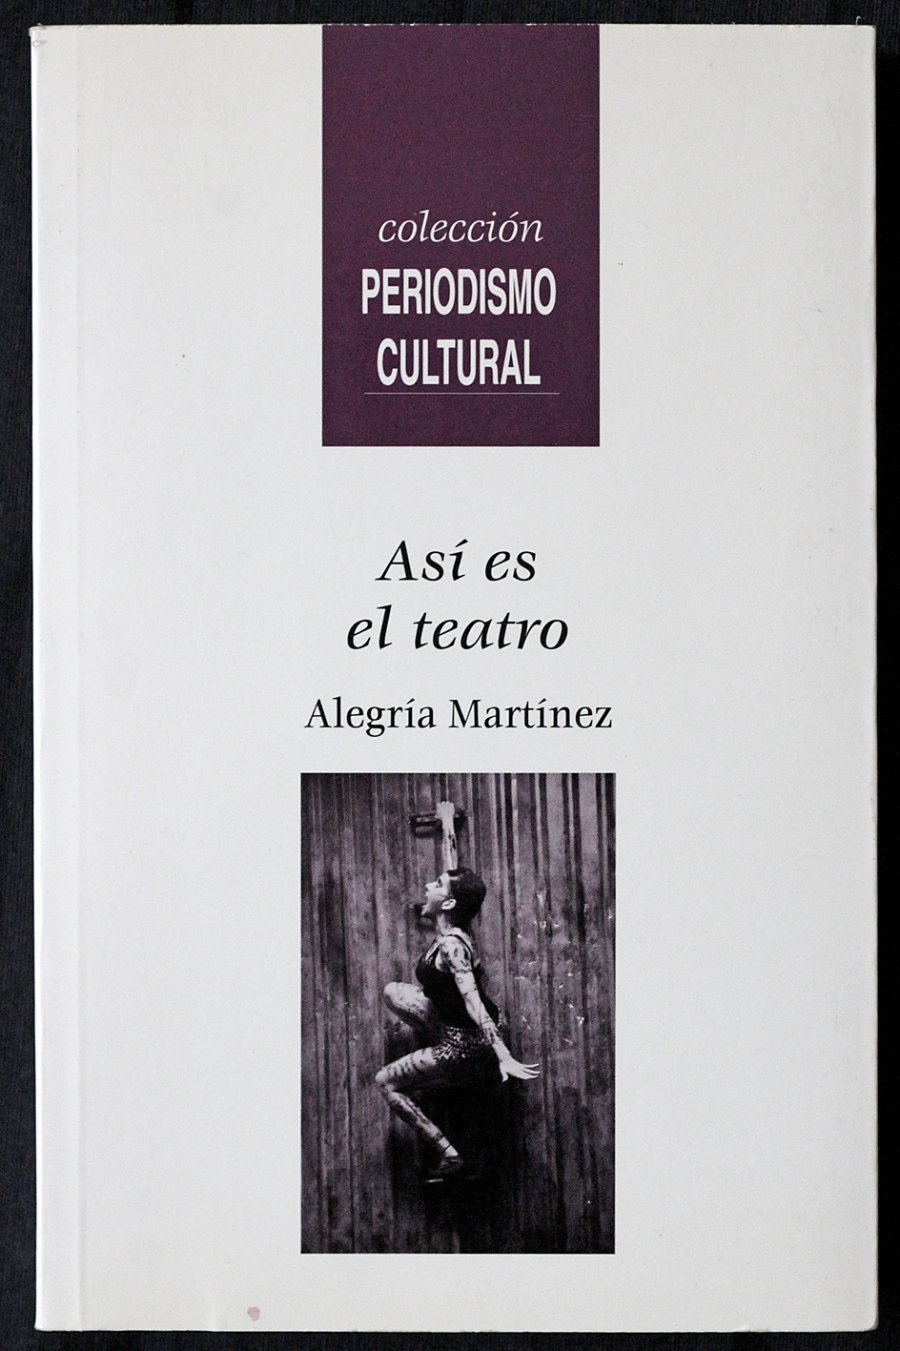 colección
PERIODISMO
CULTURAL
Así es
el teatro
Alegría Martínez